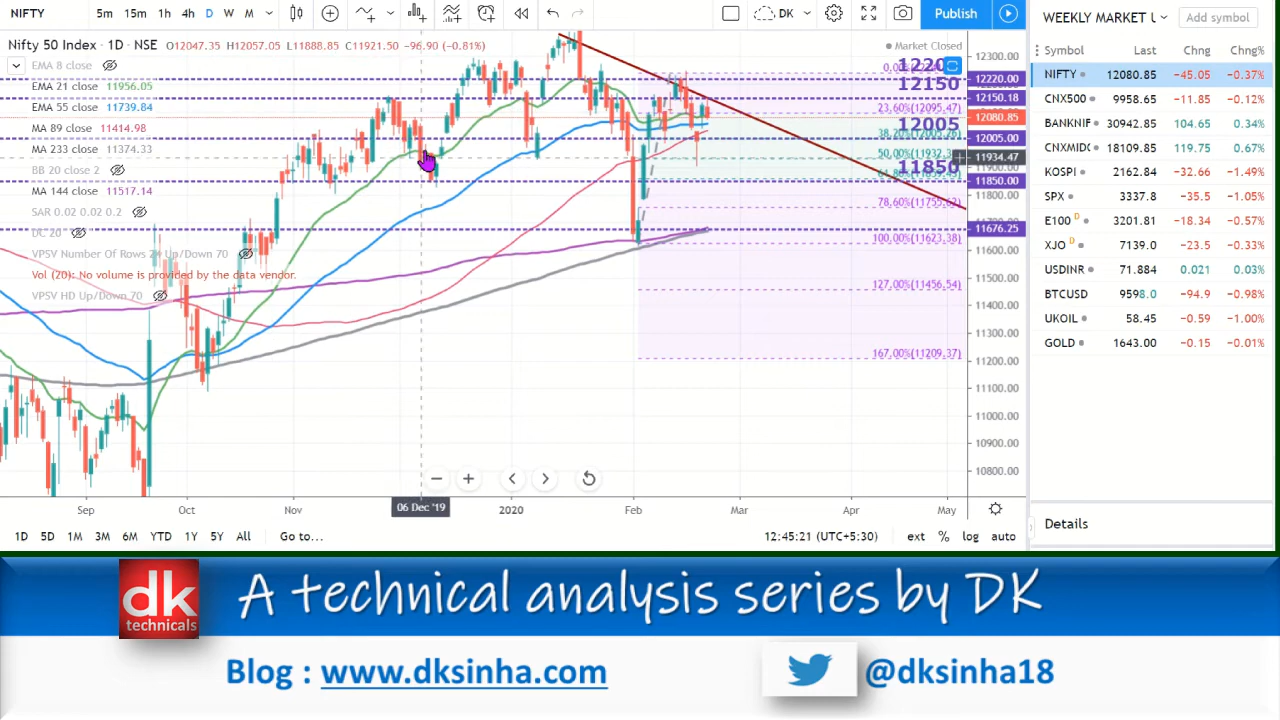 NIFTY 5m 15m 1h 4h D W M DK Publish
Nifty 50 Index · 1D · NSE O12047.35 H12057.05 L11888.85 C11921.50 -96.90 (-0.81%) Market Closed
EMA 8 close
EMA 21 close 11956.05
EMA 55 close 11739.84
MA 89 close 11414.98
MA 233 close 11374.33
BB 20 close 2
MA 144 close 11517.14
SAR 0.02 0.02 0.2
DC 20
VPSV Number Of Rows 24 Up/Down 70
Vol (20): No volume is provided by the data vendor.
VPSV HD Up/Down 70
12150
12005
11850
23.60%(12095.47)
38.20%(12005.26)
50.00%(11932.3
78.60%(11755.62)
100.00%(11623.38)
127.00%(11456.54)
167.00%(11209.37)
12300.00
12220.00
12150.18
12080.85
12005.00
11934.47
11850.00
11676.25
11600.00
11500.00
11400.00
11300.00
11200.00
11100.00
11000.00
10900.00
10800.00
Sep Oct Nov 06 Dec '19 2020 Feb Mar Apr May
1D 5D 1M 3M 6M YTD 1Y 5Y All Go to... 12:45:21 (UTC+5:30) ext % log auto
WEEKLY MARKET Add symbol
Symbol Last Chng Chng%
NIFTY 12080.85 -45.05 -0.37%
CNX500 9958.65 -11.85 -0.12%
BANKNIF 30942.85 104.65 0.34%
CNXMID 18109.85 119.75 0.67%
KOSPI 2162.84 -32.66 -1.49%
SPX 3337.8 -35.5 -1.05%
E100 D 3201.81 -18.34 -0.57%
XJO D 7139.0 -23.5 -0.33%
USDINR 71.884 0.021 0.03%
BTCUSD 9598.0 -94.9 -0.98%
UKOIL 58.45 -0.59 -1.00%
GOLD 1643.00 -0.15 -0.01%
Details
dk
technicals
A technical analysis series by DK
Blog : www.dksinha.com
@dksinha18